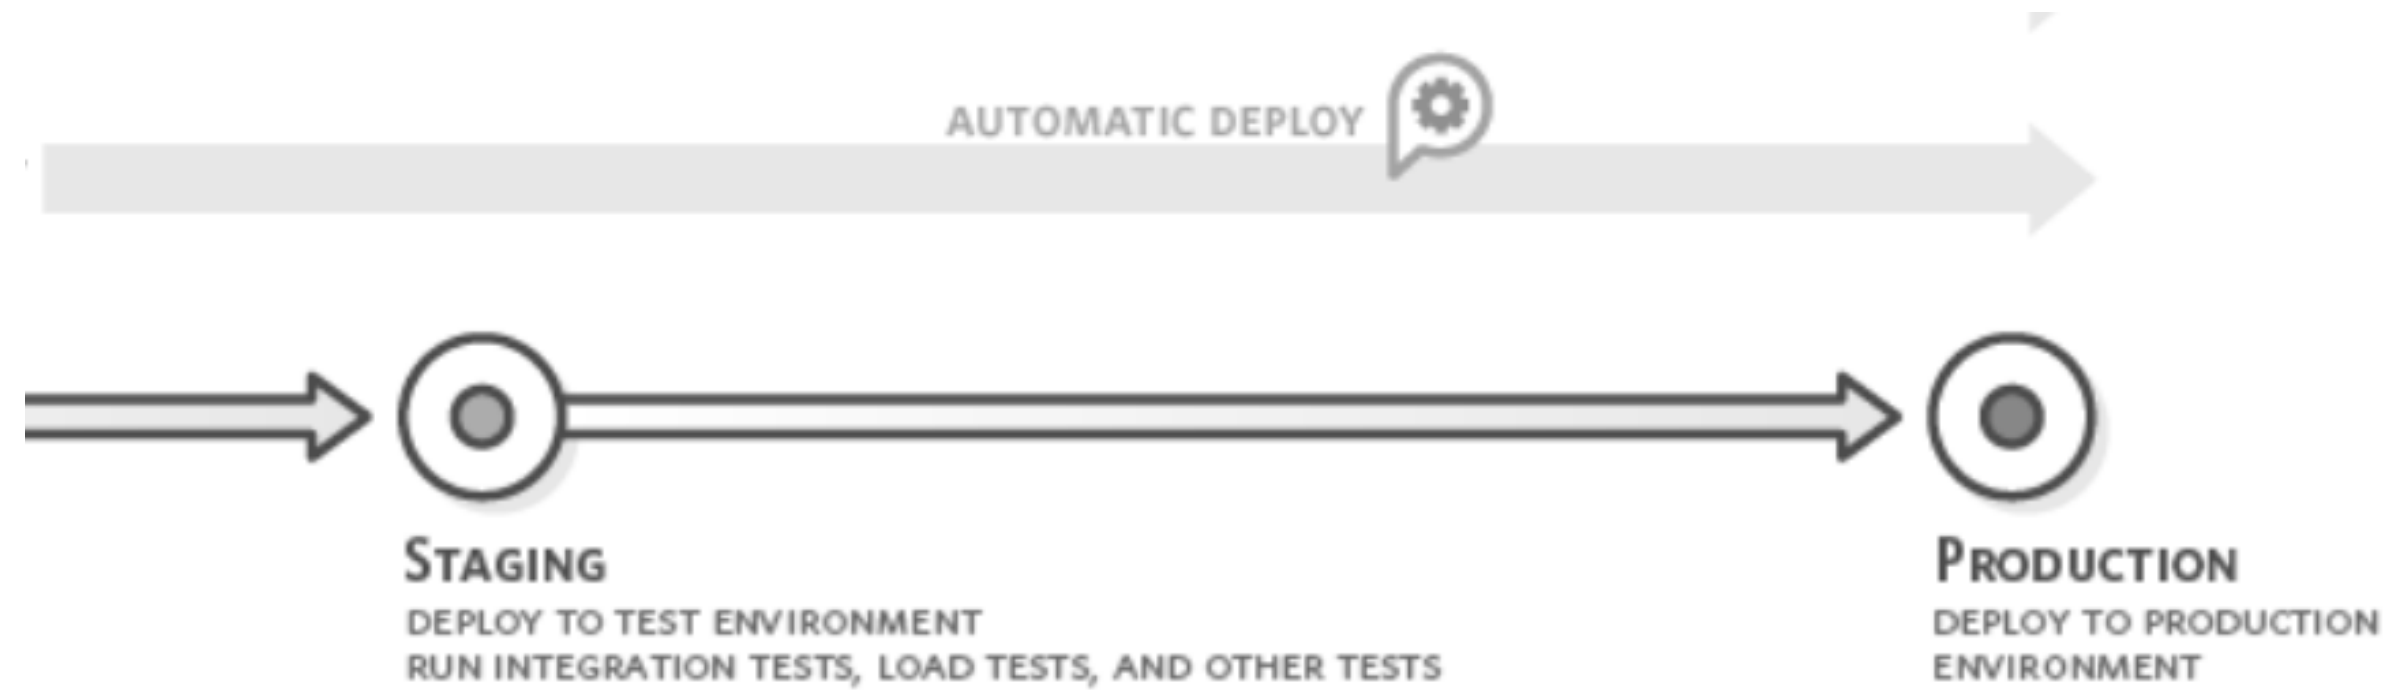 AUTOMATIC DEPLOY
STAGING
DEPLOY TO TEST ENVIRONMENT
RUN INTEGRATION TESTS, LOAD TESTS, AND OTHER TESTS
PRODUCTION
DEPLOY TO PRODUCTION
ENVIRONMENT